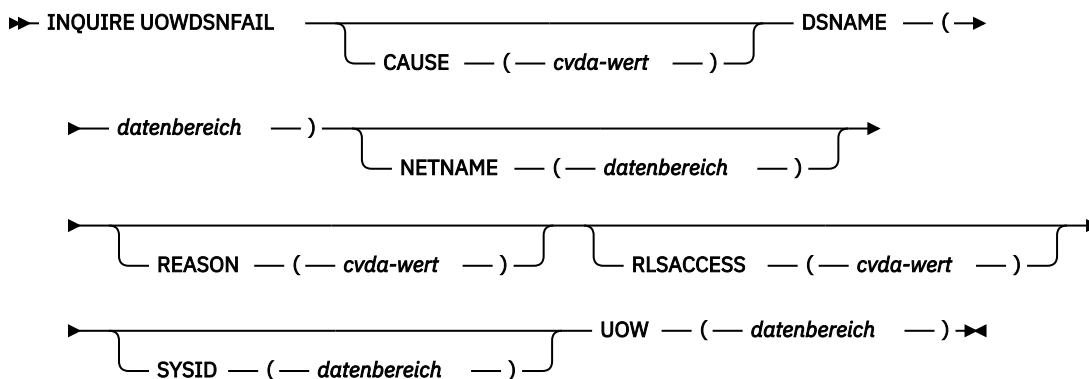 INQUIRE UOWDSNFAIL DSNAME (
CAUSE ( cvda-wert )
datenbereich )
NETNAME ( datenbereich )
REASON ( cvda-wert ) RLSACCESS ( cvda-wert )
UOW ( datenbereich )
SYSID ( datenbereich )